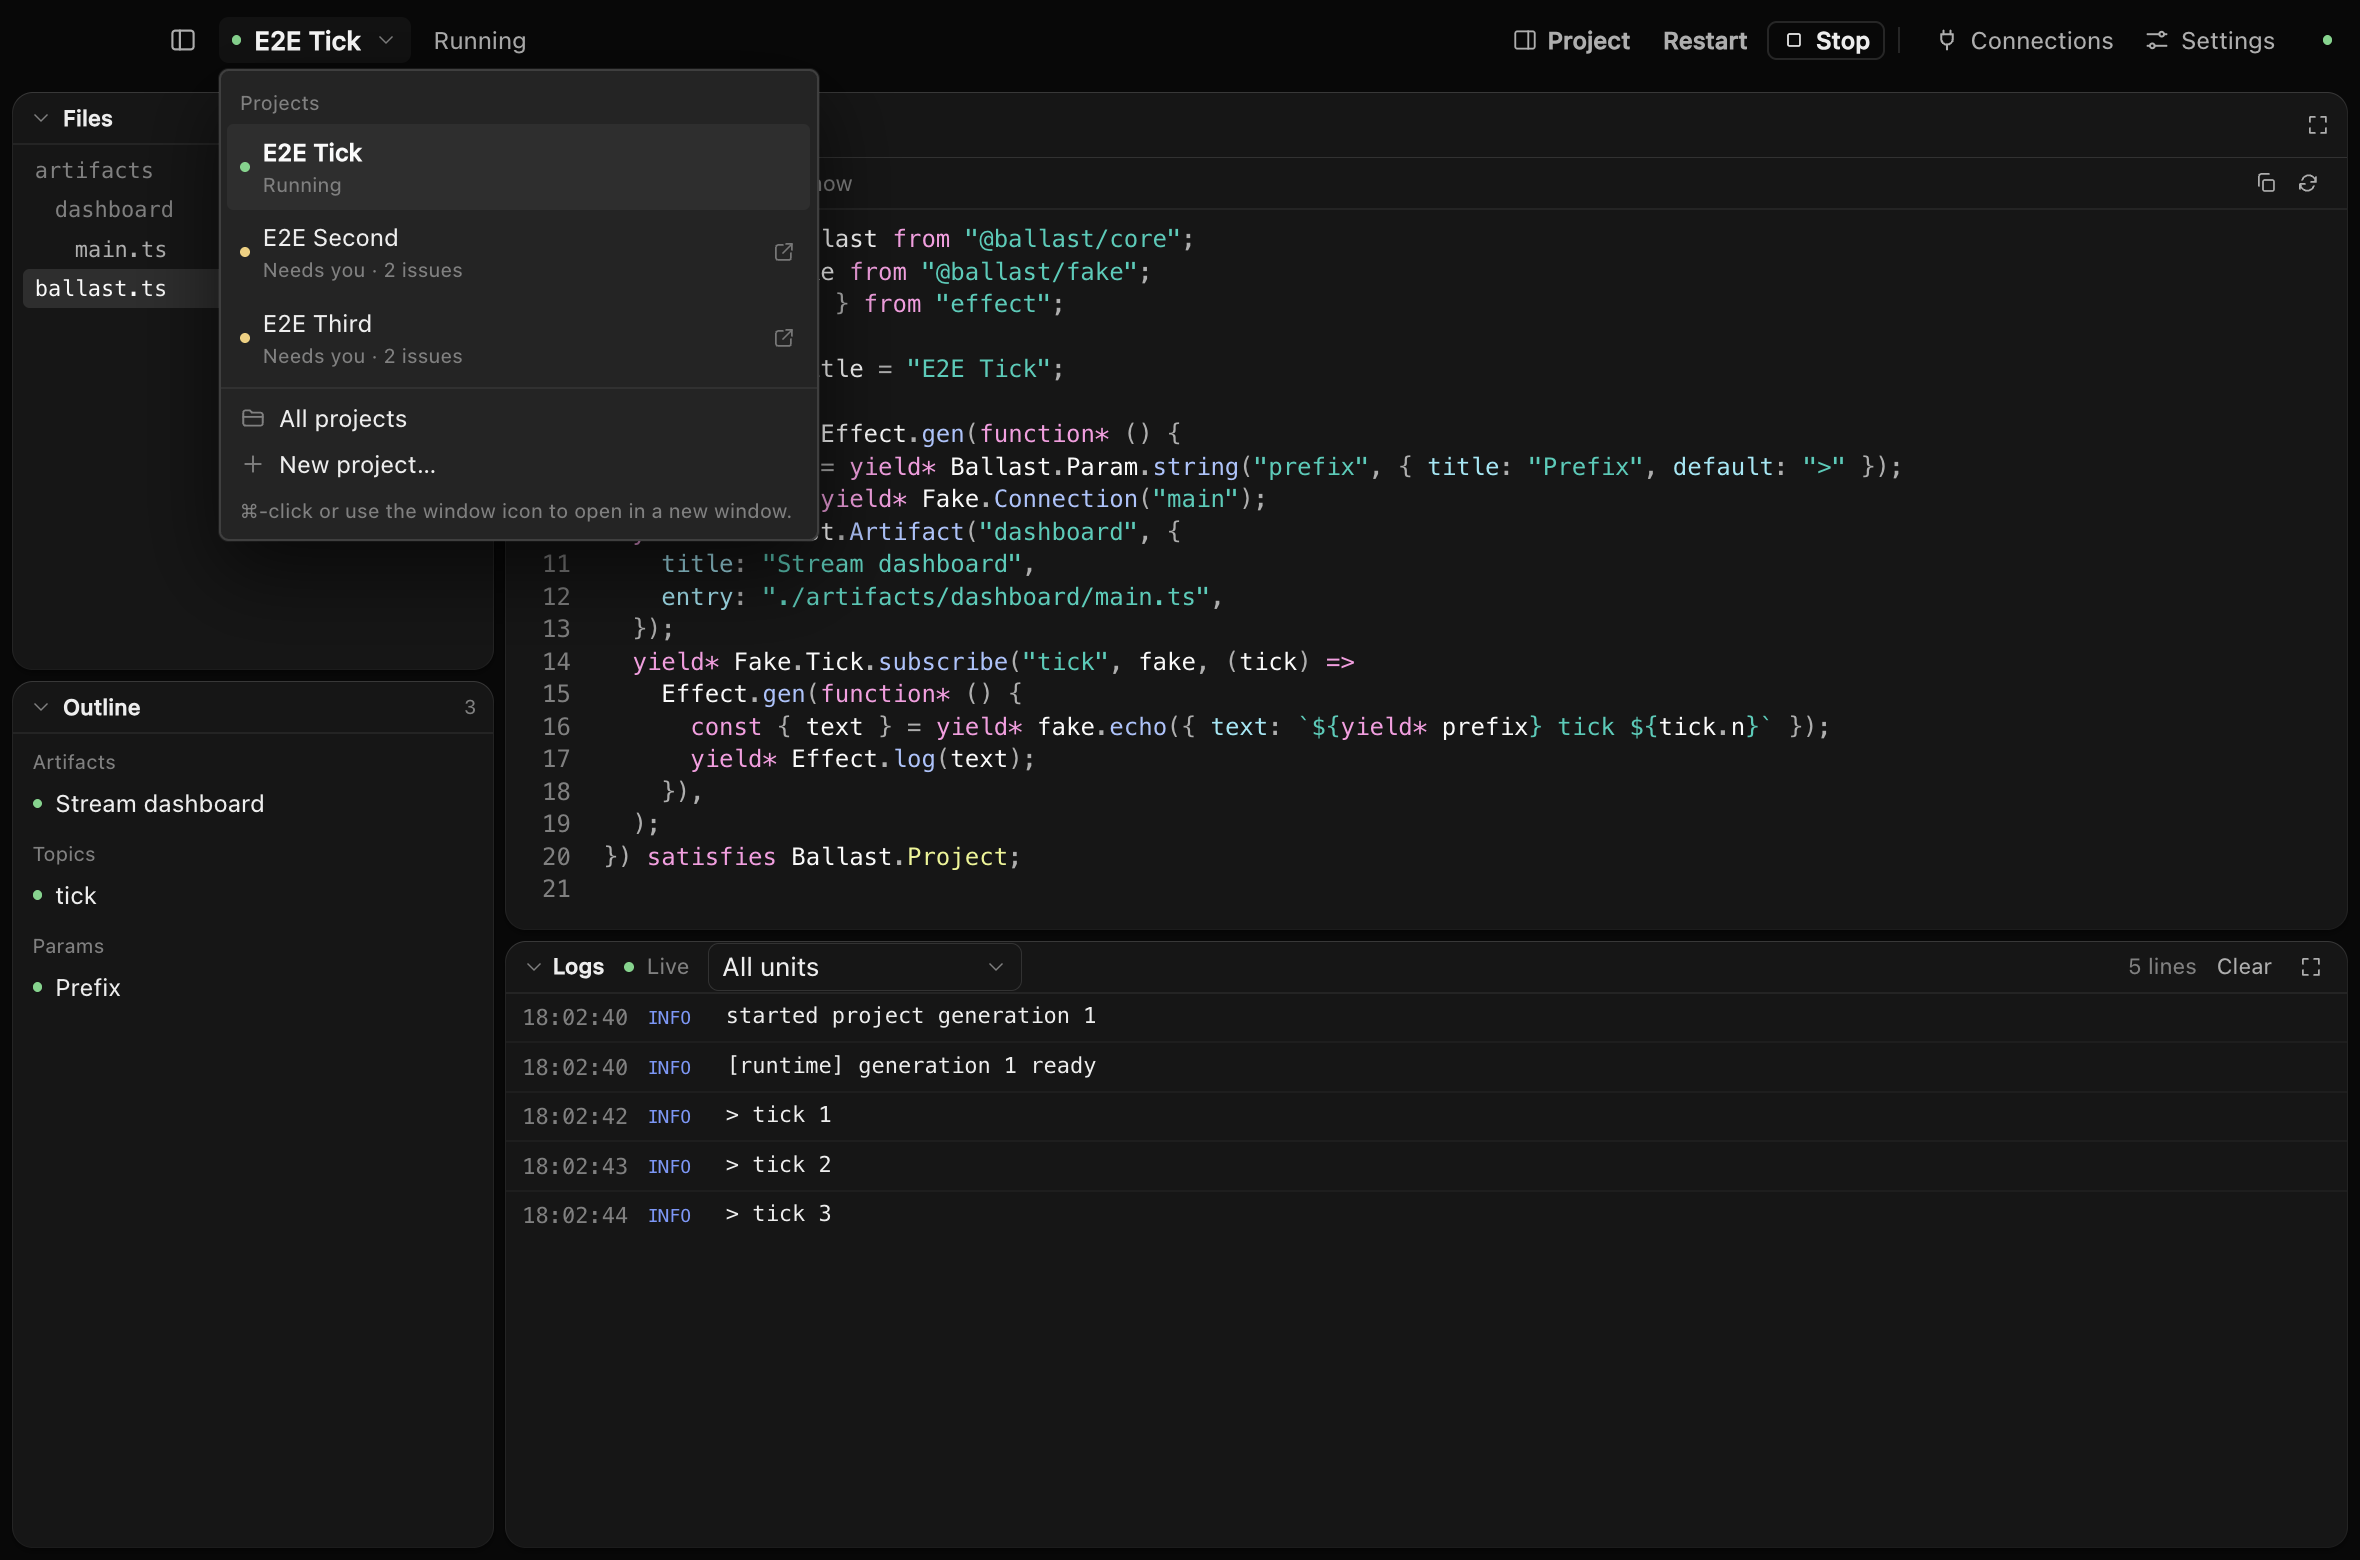 E2E Tick
Running
Project
Restart
Stop
Connections
Settings
Projects
E2E Tick
Running
E2E Second
Needs you · 2 issues
E2E Third
Needs you · 2 issues
All projects
New project...
⌘-click or use the window icon to open in a new window.
Files
artifacts
dashboard
main.ts
ballast.ts
Outline
3
Artifacts
Stream dashboard
Topics
tick
Params
Prefix
now
last from "@ballast/core";
e from "@ballast/fake";
} from "effect";
tle = "E2E Tick";
Effect.gen(function* () {
= yield* Ballast.Param.string("prefix", { title: "Prefix", default: ">" });
yield* Fake.Connection("main");
t.Artifact("dashboard", {
11 title: "Stream dashboard",
12 entry: "./artifacts/dashboard/main.ts",
13 });
14 yield* Fake.Tick.subscribe("tick", fake, (tick) =>
15 Effect.gen(function* () {
16 const { text } = yield* fake.echo({ text: `${yield* prefix} tick ${tick.n}` });
17 yield* Effect.log(text);
18 }),
19 );
20 }) satisfies Ballast.Project;
21
Logs
Live
All units
5 lines
Clear
18:02:40 INFO started project generation 1
18:02:40 INFO [runtime] generation 1 ready
18:02:42 INFO > tick 1
18:02:43 INFO > tick 2
18:02:44 INFO > tick 3